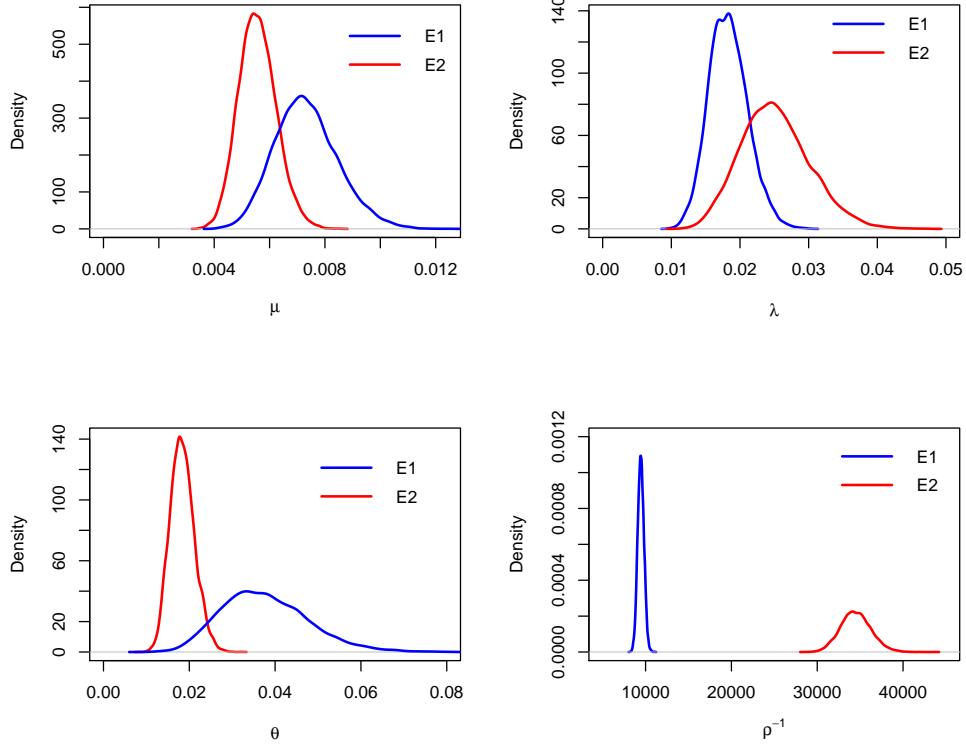 Density
0 100 300 500
E1
E2
0.000 0.004 0.008 0.012
μ
Density
0 20 60 100 140
E1
E2
0.00 0.01 0.02 0.03 0.04 0.05
λ
Density
0 20 60 100 140
E1
E2
0.00 0.02 0.04 0.06 0.08
θ
Density
0.0000 0.0004 0.0008 0.0012
E1
E2
10000 20000 30000 40000
ρ⁻¹